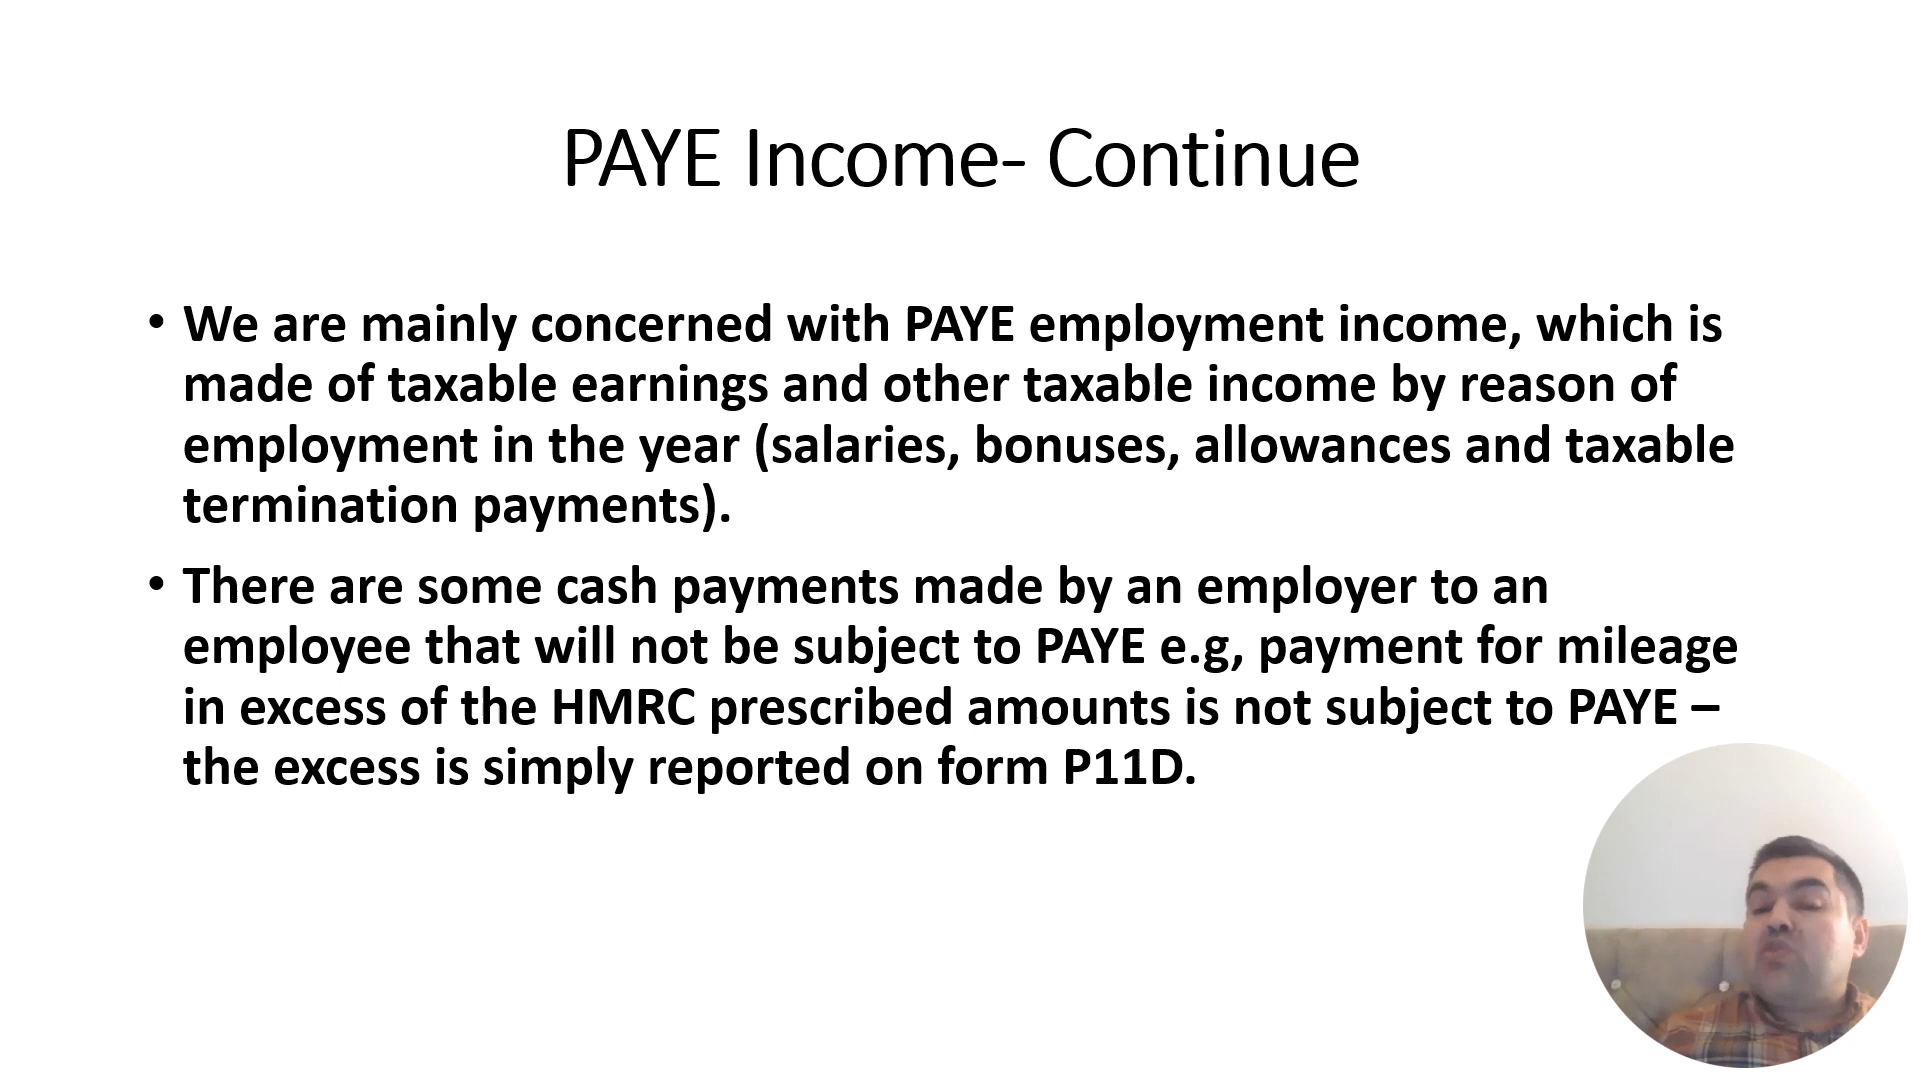 PAYE Income- Continue
• We are mainly concerned with PAYE employment income, which is
made of taxable earnings and other taxable income by reason of
employment in the year (salaries, bonuses, allowances and taxable
termination payments).
• There are some cash payments made by an employer to an
employee that will not be subject to PAYE e.g, payment for mileage
in excess of the HMRC prescribed amounts is not subject to PAYE –
the excess is simply reported on form P11D.